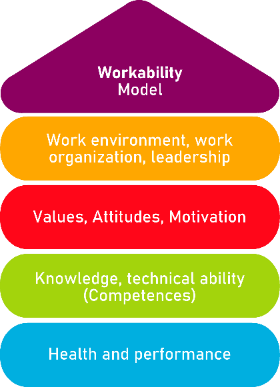 Workability
Model
Work environment, work
organization, leadership
Values, Attitudes, Motivation
Knowledge, technical ability
(Competences)
Health and performance